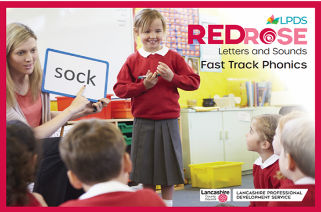 LPDS
REDROSE
Letters and Sounds
Fast Track Phonics
sock
Lancashire
LANCASHIRE PROFESSIONAL
DEVELOPMENT SERVICE